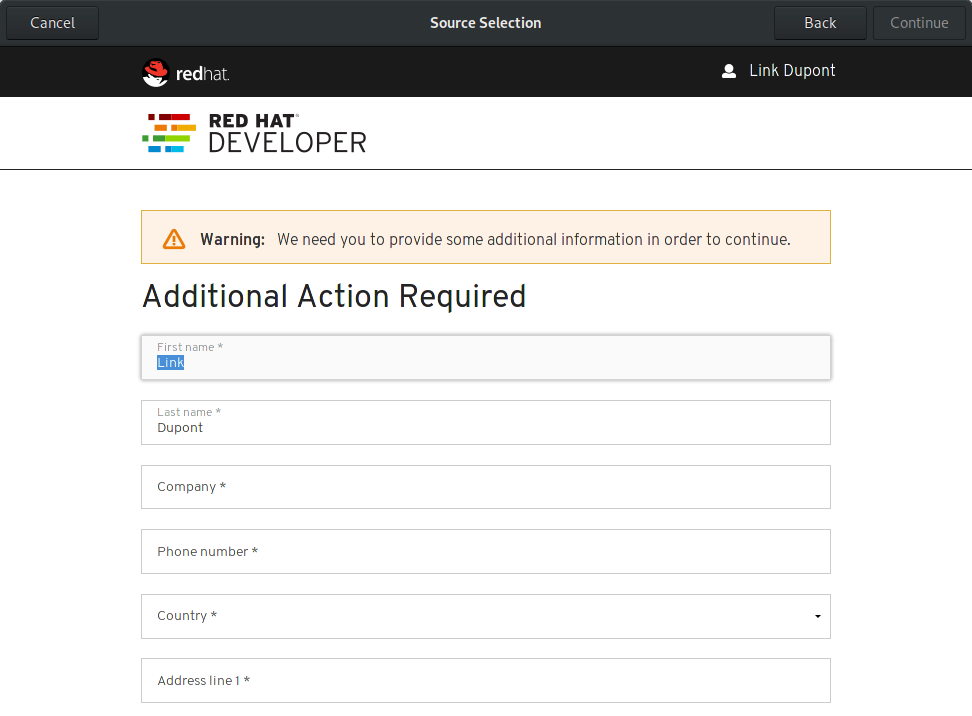 Cancel Source Selection Back Continue
redhat. Link Dupont
RED HAT
DEVELOPER
Warning: We need you to provide some additional information in order to continue.
Additional Action Required
First name *
Link
Last name *
Dupont
Company *
Phone number *
Country *
Address line 1 *